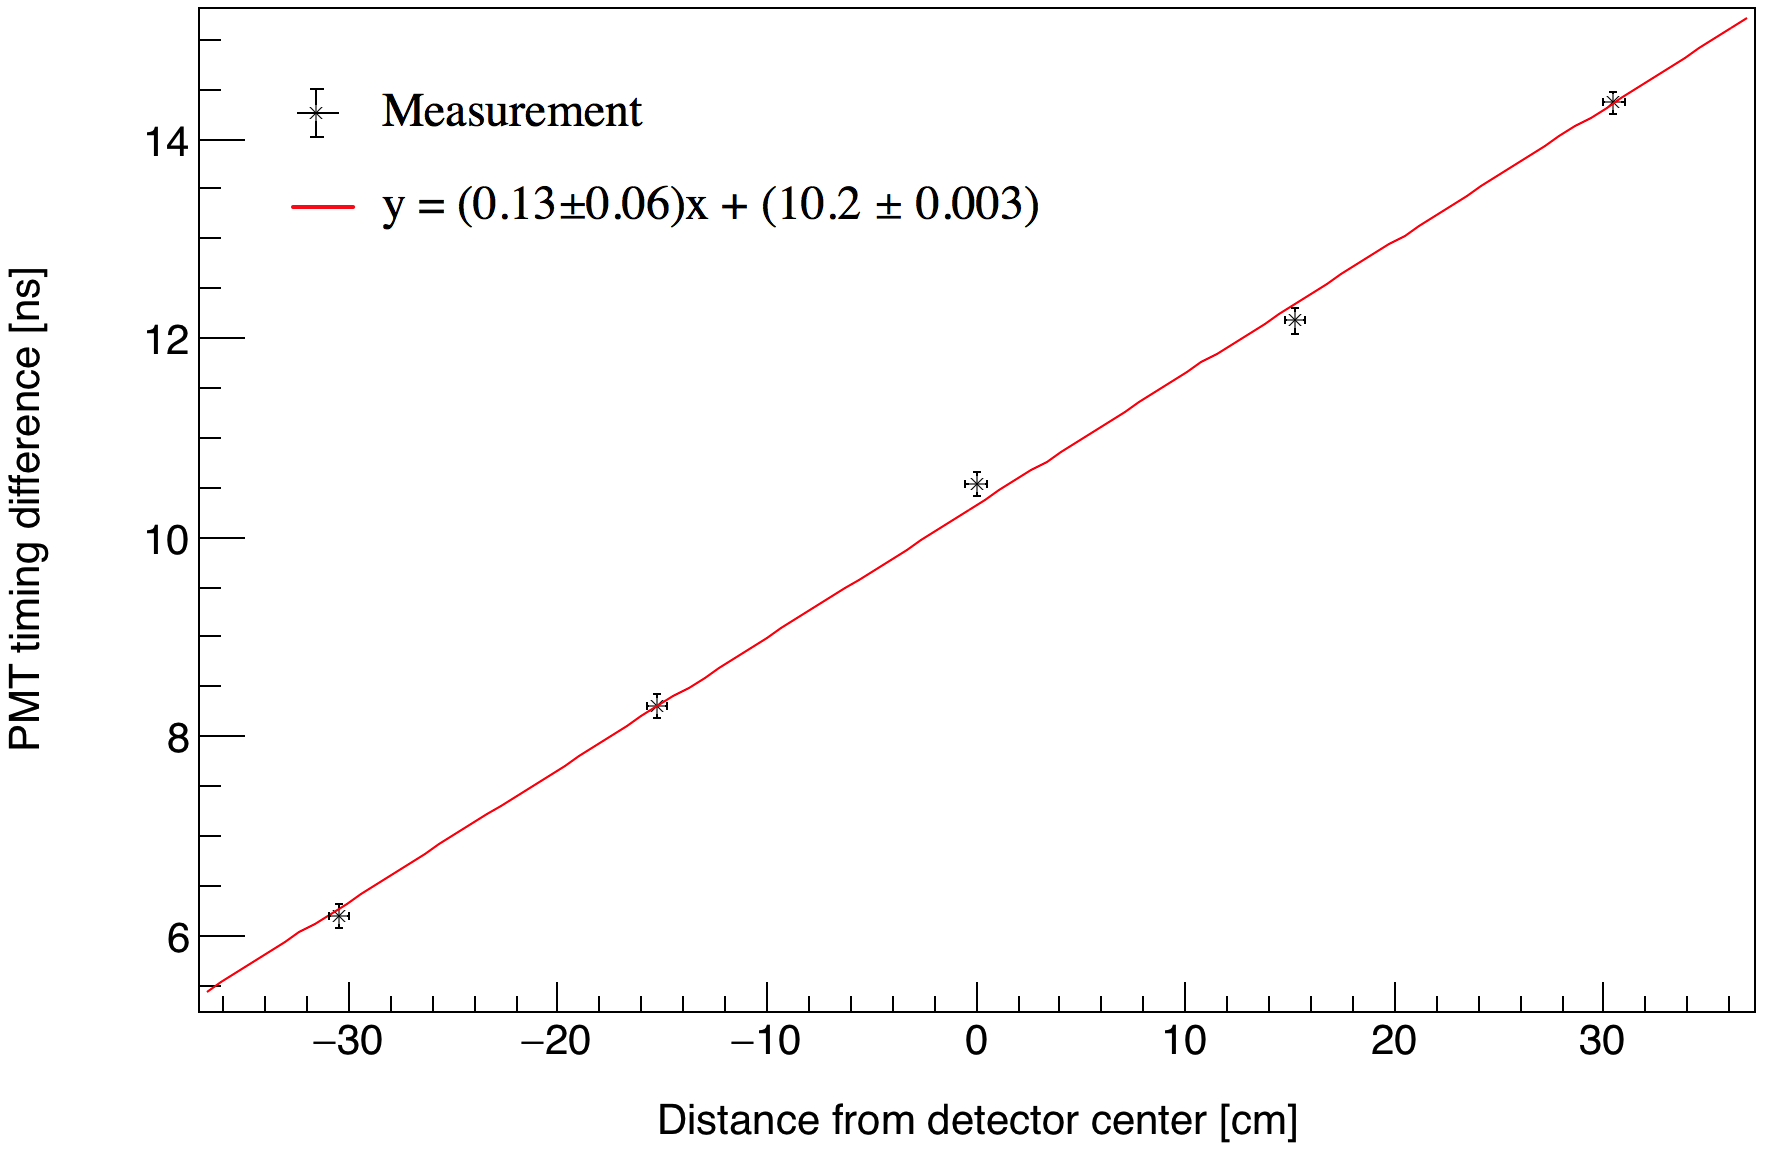 Measurement
y = (0.13±0.06)x + (10.2 ± 0.003)
PMT timing difference [ns]
14
12
10
8
6
−30 −20 −10 0 10 20 30
Distance from detector center [cm]